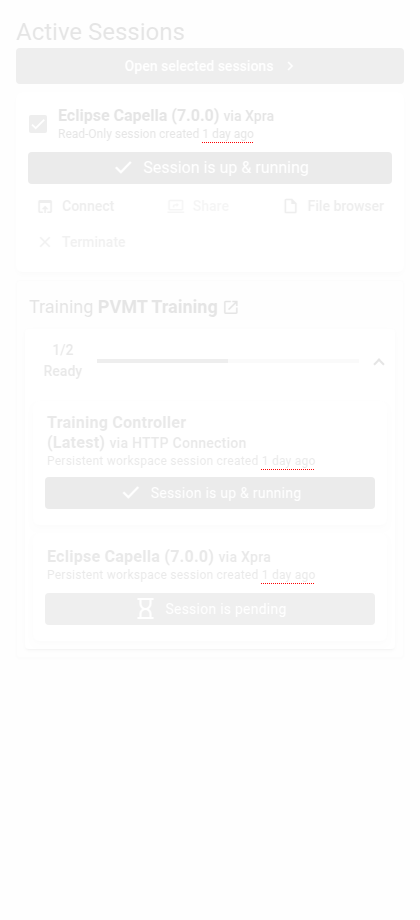 Active Sessions
Open selected sessions
Eclipse Capella (7.0.0) via Xpra
Read-Only session created 1 day ago
Session is up & running
Connect
Share
File browser
Terminate
Training PVMT Training
1/2
Ready
Training Controller
(Latest) via HTTP Connection
Persistent workspace session created 1 day ago
Session is up & running
Eclipse Capella (7.0.0) via Xpra
Persistent workspace session created 1 day ago
Session is pending